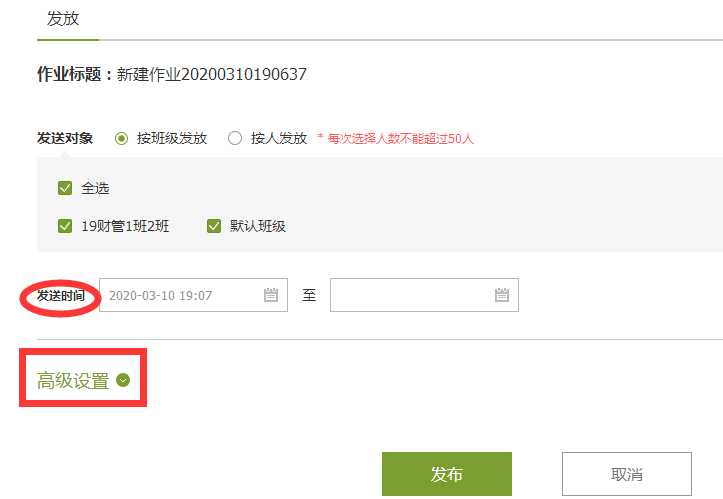 发放
作业标题：新建作业20200310190637
发送对象 按班级发放 按人发放 * 每次选择人数不能超过50人
全选
19财管1班2班 默认班级
发送时间 2020-03-10 19:07 至
高级设置
发布 取消